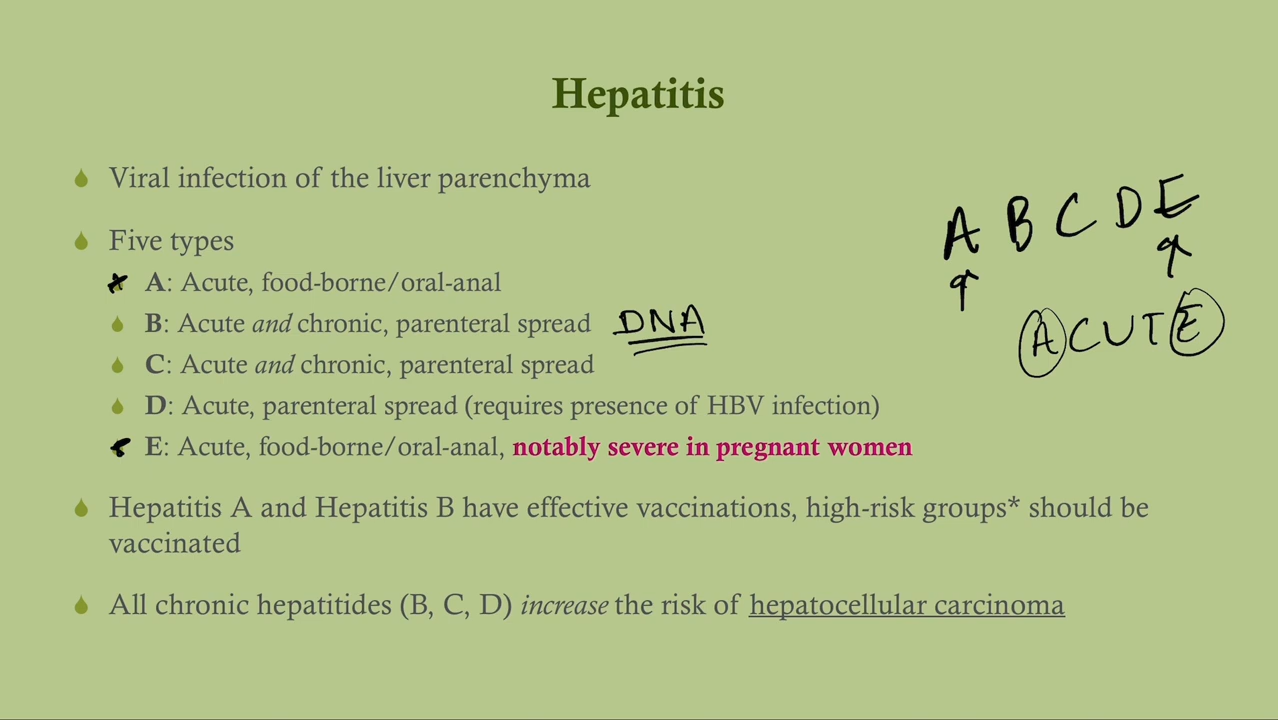 Hepatitis
Viral infection of the liver parenchyma
A B C D E
Five types
A: Acute, food-borne/oral-anal
B: Acute and chronic, parenteral spread DNA
ACUTE
C: Acute and chronic, parenteral spread
D: Acute, parenteral spread (requires presence of HBV infection)
E: Acute, food-borne/oral-anal, notably severe in pregnant women
Hepatitis A and Hepatitis B have effective vaccinations, high-risk groups* should be
vaccinated
All chronic hepatitides (B, C, D) increase the risk of hepatocellular carcinoma